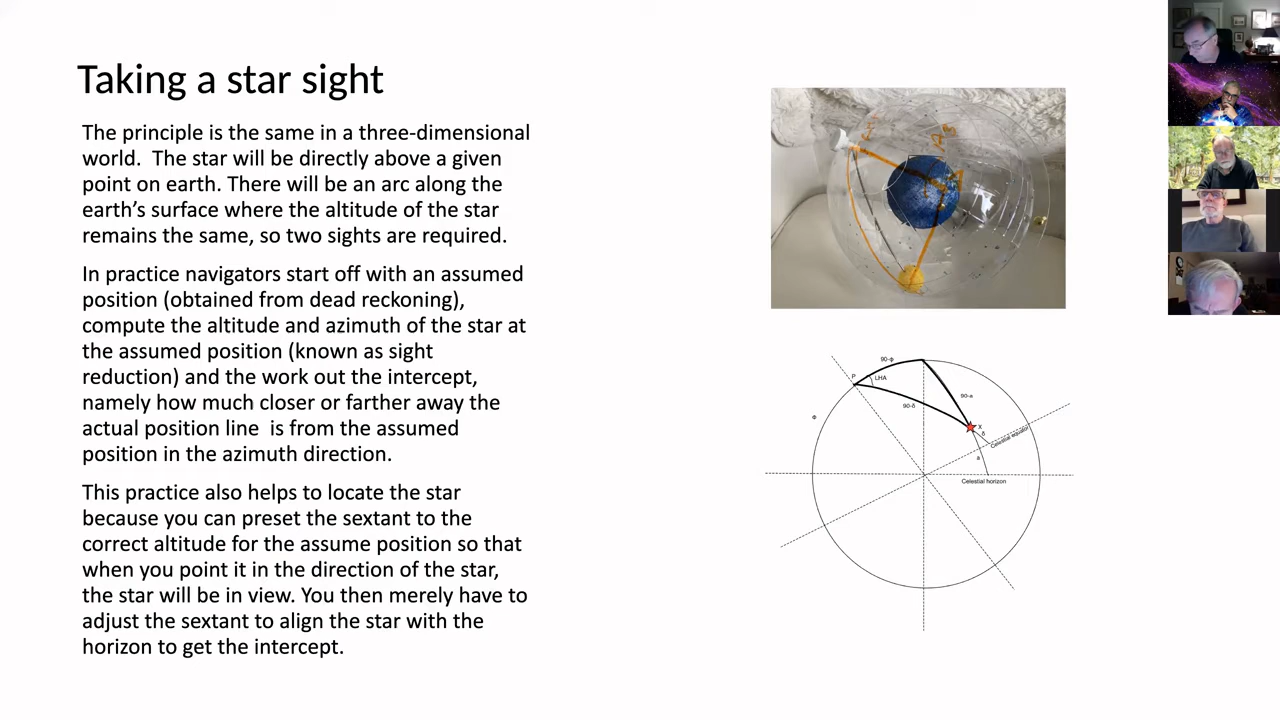 Taking a star sight
The principle is the same in a three-dimensional
world.  The star will be directly above a given
point on earth. There will be an arc along the
earth’s surface where the altitude of the star
remains the same, so two sights are required.
In practice navigators start off with an assumed
position (obtained from dead reckoning),
compute the altitude and azimuth of the star at
the assumed position (known as sight
reduction) and the work out the intercept,
namely how much closer or farther away the
actual position line  is from the assumed
position in the azimuth direction.
This practice also helps to locate the star
because you can preset the sextant to the
correct altitude for the assume position so that
when you point it in the direction of the star,
the star will be in view. You then merely have to
adjust the sextant to align the star with the
horizon to get the intercept.
90-ϕ
P
LHA
90-a
90-δ
Φ
X
δ
Celestial equator
a
Celestial horizon